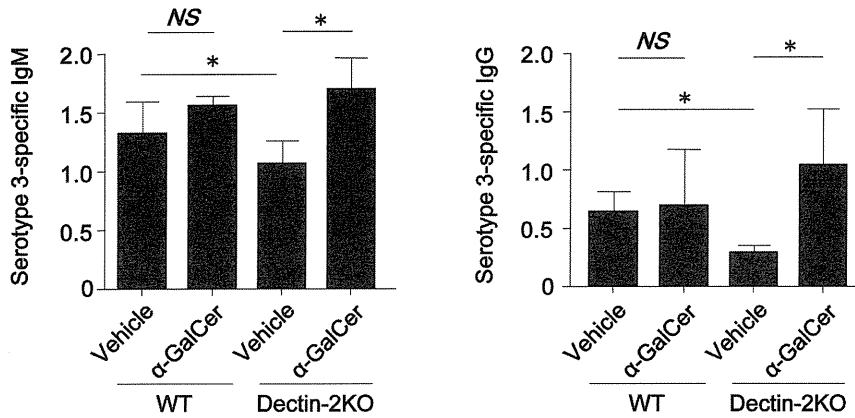 NS
*
*
Serotype 3-specific IgM
2.0
1.5
1.0
0.5
0
Vehicle
α-GalCer
Vehicle
α-GalCer
WT
Dectin-2KO
NS
*
*
Serotype 3-specific IgG
2.0
1.5
1.0
0.5
0
Vehicle
α-GalCer
Vehicle
α-GalCer
WT
Dectin-2KO